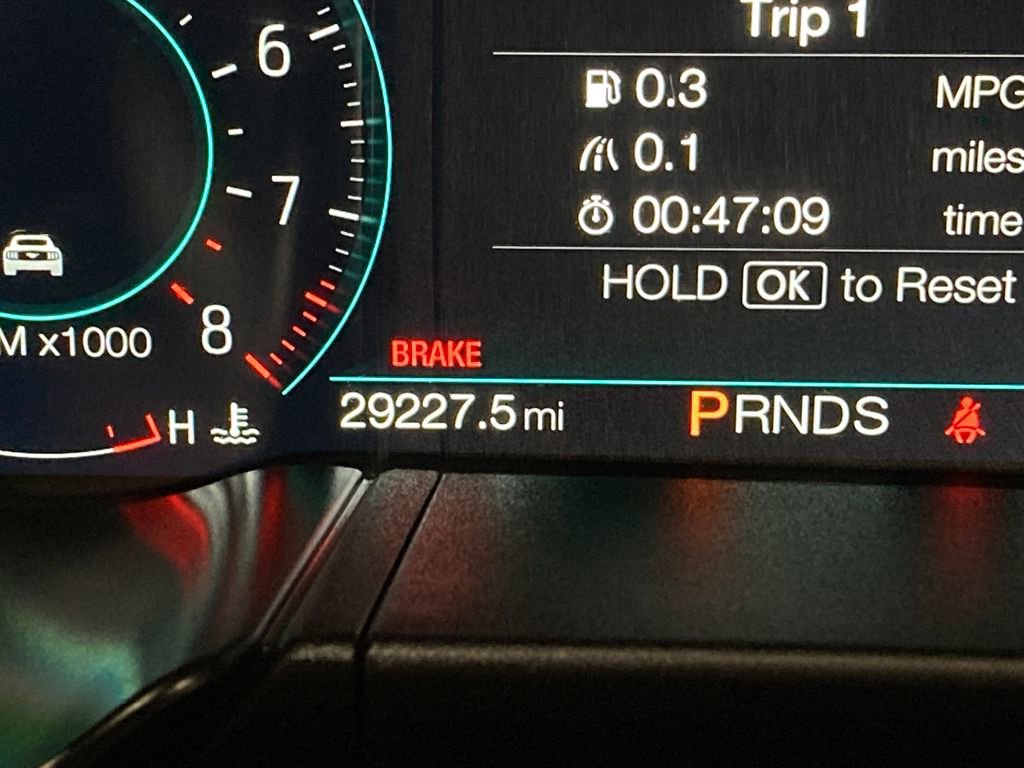 Trip 1
6
0.3 MPG
0.1 miles
7
00:47:09 time
HOLD OK to Reset
8
M x1000
BRAKE
29227.5 mi
PRNDS
H